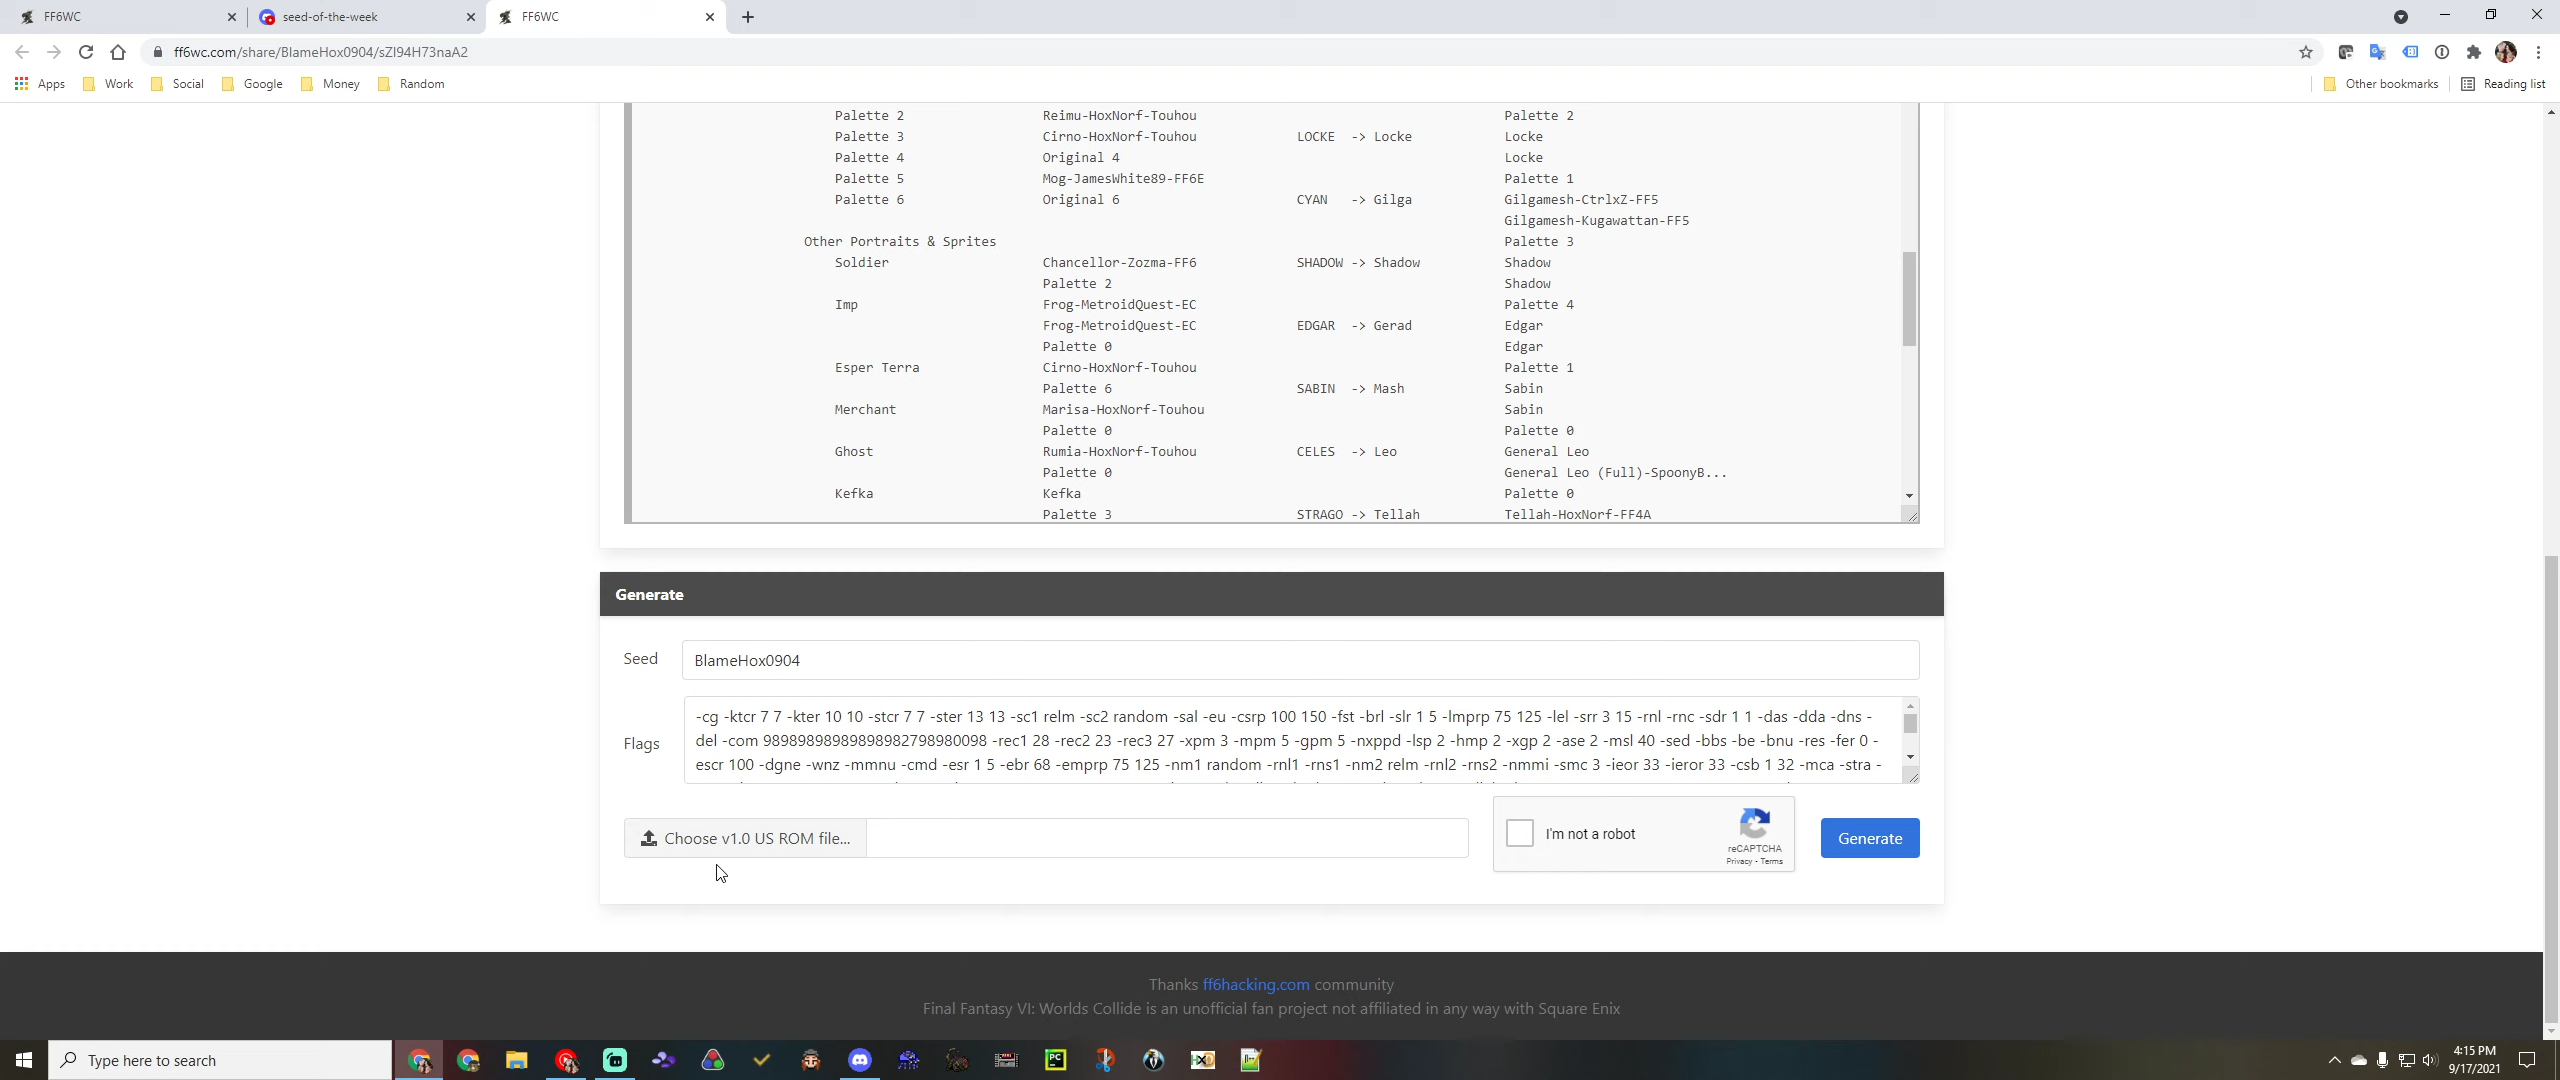 FF6WC
seed-of-the-week
FF6WC
ff6wc.com/share/BlameHox0904/sZl94H73naA2
Apps Work Social Google Money Random Other bookmarks Reading list
Palette 2 Reimu-HoxNorf-Touhou Palette 2
Palette 3 Cirno-HoxNorf-Touhou LOCKE -> Locke Locke
Palette 4 Original 4 Locke
Palette 5 Mog-JamesWhite89-FF6E Palette 1
Palette 6 Original 6 CYAN -> Gilga Gilgamesh-CtrlxZ-FF5
Gilgamesh-Kugawattan-FF5
Other Portraits & Sprites Palette 3
Soldier Chancellor-Zozma-FF6 SHADOW -> Shadow Shadow
Palette 2 Shadow
Imp Frog-MetroidQuest-EC Palette 4
Frog-MetroidQuest-EC EDGAR -> Gerad Edgar
Palette 0 Edgar
Esper Terra Cirno-HoxNorf-Touhou Palette 1
Palette 6 SABIN -> Mash Sabin
Merchant Marisa-HoxNorf-Touhou Sabin
Palette 0 Palette 0
Ghost Rumia-HoxNorf-Touhou CELES -> Leo General Leo
Palette 0 General Leo (Full)-SpoonyB...
Kefka Kefka Palette 0
Palette 3 STRAGO -> Tellah Tellah-HoxNorf-FF4A
Generate
Seed BlameHox0904
Flags
-cg -ktcr 7 7 -kter 10 10 -stcr 7 7 -ster 13 13 -sc1 relm -sc2 random -sal -eu -csrp 100 150 -fst -brl -slr 1 5 -lmprp 75 125 -lel -srr 3 15 -rnl -rnc -sdr 1 1 -das -dda -dns -
del -com 98989898989898982798980098 -rec1 28 -rec2 23 -rec3 27 -xpm 3 -mpm 5 -gpm 5 -nxppd -lsp 2 -hmp 2 -xgp 2 -ase 2 -msl 40 -sed -bbs -be -bnu -res -fer 0 -
escr 100 -dgne -wnz -mmnu -cmd -esr 1 5 -ebr 68 -emprp 75 125 -nm1 random -rnl1 -rns1 -nm2 relm -rnl2 -rns2 -nmmi -smc 3 -ieor 33 -ieror 33 -csb 1 32 -mca -stra -
Choose v1.0 US ROM file...
I'm not a robot
reCAPTCHA
Privacy - Terms
Generate
Thanks ff6hacking.com community
Final Fantasy VI: Worlds Collide is an unofficial fan project not affiliated in any way with Square Enix
Type here to search
4:15 PM
9/17/2021